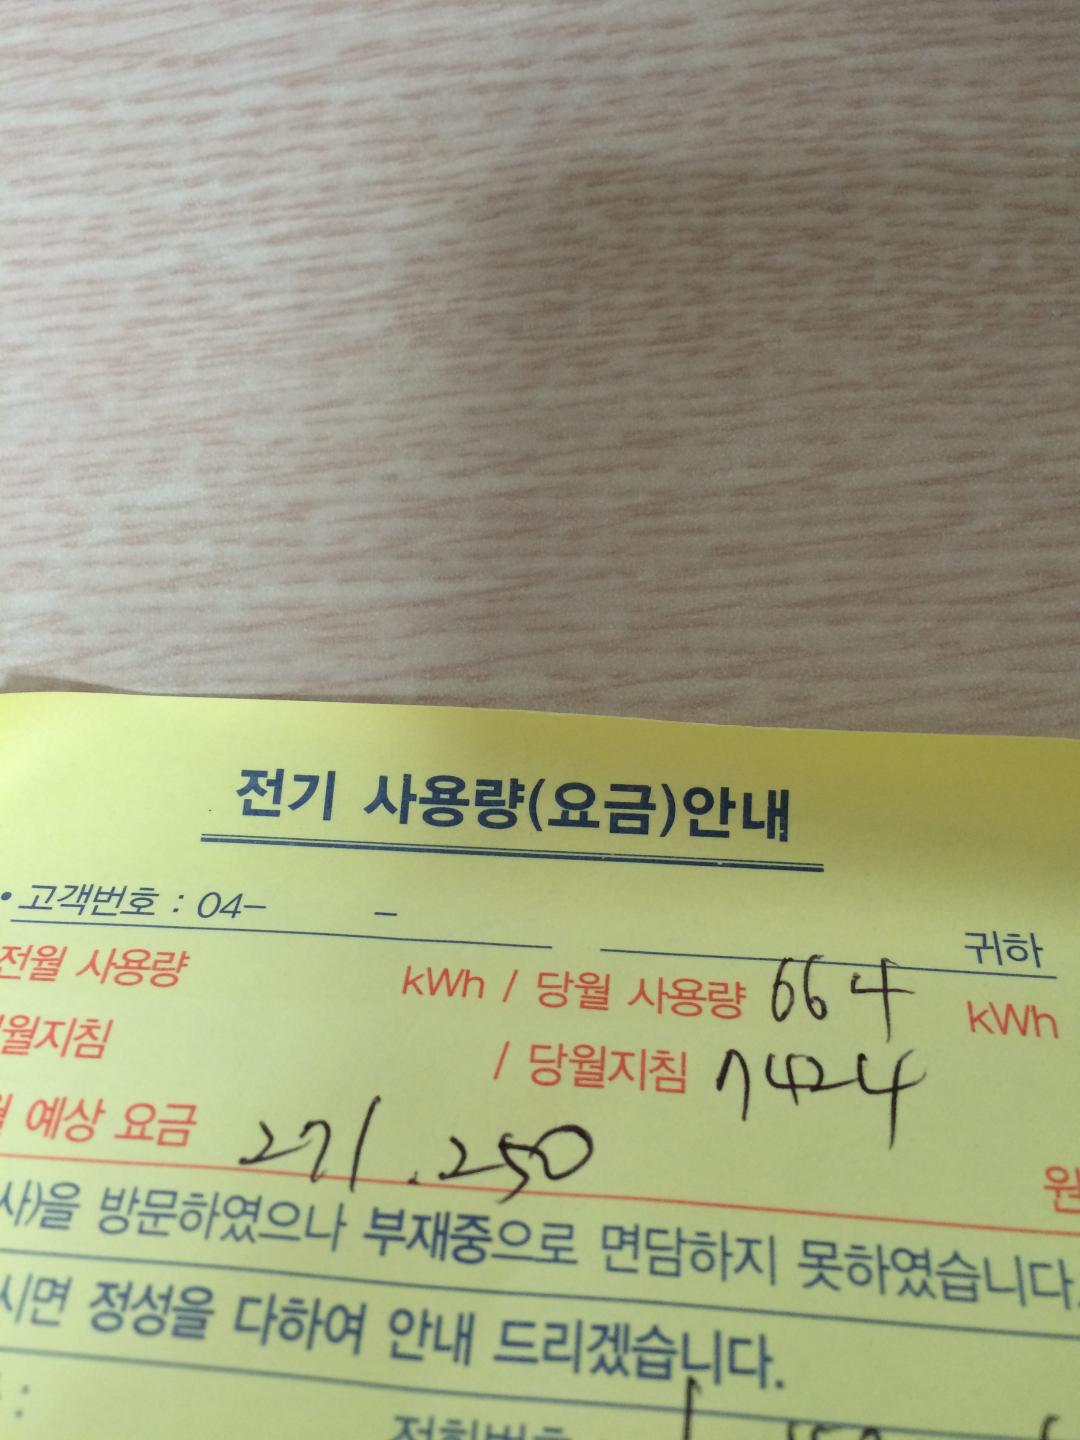 전기 사용량(요금)안내
• 고객번호 : 04-     -     귀하
전월 사용량 kWh / 당월 사용량 664 kWh
월지침 / 당월지침 7424
예상 요금 271.250 원
사)을 방문하였으나 부재중으로 면담하지 못하였습니다.
시면 정성을 다하여 안내 드리겠습니다.
: